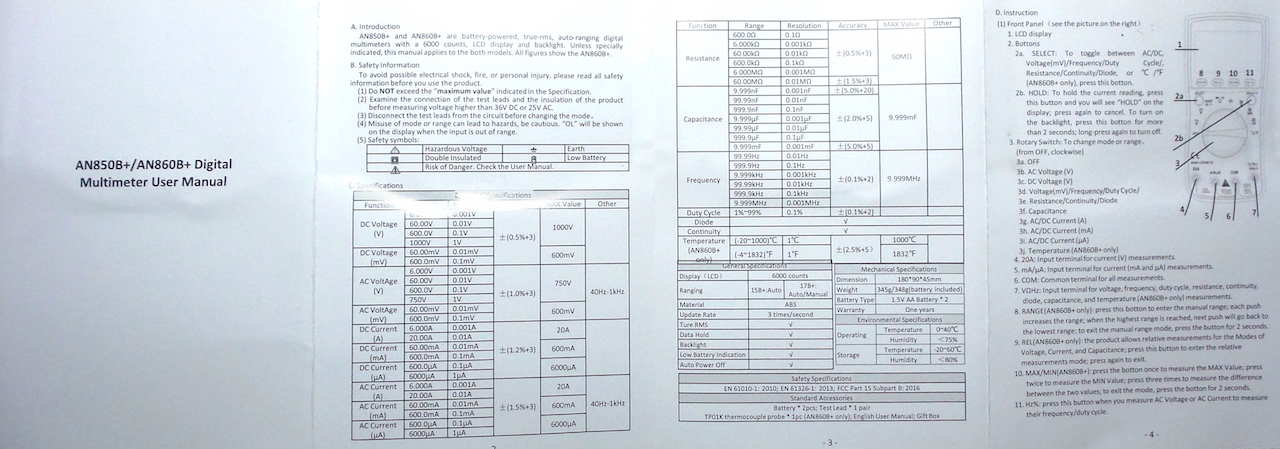 AN850B+/AN860B+ Digital
Multimeter User Manual
A. Introduction
AN850B+ and AN860B+ are battery-powered, true-rms, auto-ranging digital
multimeters with a 6000 counts, LCD display and backlight. Unless specially
indicated, this manual applies to the both models. All figures show the AN860B+.
B. Safety Information
To avoid possible electrical shock, fire, or personal injury, please read all safety
information before you use the product.
(1) Do NOT exceed the "maximum value" indicated in the Specification.
(2) Examine the connection of the test leads and the insulation of the product
before measuring voltage higher than 36V DC or 25V AC.
(3) Disconnect the test leads from the circuit before changing the mode.
(4) Misuse of mode or range can lead to hazards, be cautious. "OL" will be shown
on the display when the input is out of range.
(5) Safety symbols:
Hazardous Voltage Earth
Double Insulated Low Battery
Risk of Danger. Check the User Manual.
C. Specifications
Specifications
Function Value Other
0.001V
DC Voltage 60.00V 0.01V ±(0.5%+3) 1000V
(V) 600.0V 0.1V
1000V 1V
DC Voltage 60.00mV 0.01mV 600mV
(mV) 600.0mV 0.1mV
6.000V 0.001V
AC Voltage 60.00V 0.01V ±(1.0%+3) 750V 40Hz-1kHz
(V) 600.0V 0.1V
750V 1V
AC Voltage 60.00mV 0.01mV 600mV
(mV) 600.0mV 0.1mV
DC Current 6.000A 0.001A ±(1.2%+3) 20A
(A) 20.00A 0.01A
DC Current 60.00mA 0.01mA 600mA
(mA) 600.0mA 0.1mA
DC Current 600.0μA 0.1μA 6000μA
(μA) 6000μA 1μA
AC Current 6.000A 0.001A ±(1.5%+3) 20A 40Hz-1kHz
(A) 20.00A 0.01A
AC Current 60.00mA 0.01mA 600mA
(mA) 600.0mA 0.1mA
AC Current 600.0μA 0.1μA 6000μA
(μA) 6000μA 1μA
Function Range Resolution Accuracy MAX Value Other
Resistance 600.0Ω 0.1Ω ±(0.5%+3) 60MΩ
6.000kΩ 0.001kΩ
60.00kΩ 0.01kΩ
600.0kΩ 0.1kΩ
6.000MΩ 0.001MΩ
60.00MΩ 0.01MΩ ±(1.5%+3)
Capacitance 9.999nF 0.001nF ±(5.0%+20) 9.999mF
99.99nF 0.01nF ±(2.0%+5)
999.9nF 0.1nF
9.999μF 0.001μF
99.99μF 0.01μF
999.9μF 0.1μF
9.999mF 0.001mF ±(5.0%+5)
Frequency 99.99Hz 0.01Hz ±(0.1%+2) 9.999MHz
999.9Hz 0.1Hz
9.999kHz 0.001kHz
99.99kHz 0.01kHz
999.9kHz 0.1kHz
9.999MHz 0.001MHz
Duty Cycle 1%~99% 0.1% ±(0.1%+2)
Diode √
Continuity √
Temperature (-20~1000)℃ 1℃ ±(2.5%+5) 1000℃
(AN860B+
only) (-4~1832)℉ 1℉ 1832℉
General Specifications
Display (LCD) 6000 counts
Ranging 15B+:Auto 17B+:
Auto/Manual
Material ABS
Update Rate 3 times/second
Ture RMS √
Data Hold √
Backlight √
Low Battery Indication √
Auto Power Off √
Mechanical Specifications
Dimension 180*90*45mm
Weight 345g/348g(battery included)
Battery Type 1.5V AA Battery * 2
Warranty One years
Environmental Specifications
Operating Temperature 0~40℃
Humidity <75%
Storage Temperature -20~60℃
Humidity <80%
Safety Specifications
EN 61010-1: 2010; EN 61326-1: 2013; FCC Part 15 Subpart B: 2016
Standard Accessories
Battery * 2pcs; Test Lead * 1 pair
TP01K thermocouple probe * 1pc (AN860B+ only); English User Manual; Gift Box
- 3 -
D. Instruction
(1) Front Panel (see the picture on the right)
1. LCD display
2. Bottons
2a. SELECT: To toggle between AC/DC,
Voltage(mV)/Frequency/Duty Cycle/,
Resistance/Continuity/Diode, or ℃ /℉
(AN860B+ only), press this button.
2b. HOLD: To hold the current reading, press
this button and you will see "HOLD" on the
display; press again to cancel. To turn on
the backlight, press this button for more
than 2 seconds; long-press again to turn off.
3. Rotary Switch: To change mode or range.
(from OFF, clockwise)
3a. OFF
3b. AC Voltage (V)
3c. DC Voltage (V)
3d. Voltage(mV)/Frequency/Duty Cycle/
3e. Resistance/Continuity/Diode
3f. Capacitance
3g. AC/DC Current (A)
3h. AC/DC Current (mA)
3i. AC/DC Current (μA)
3j. Temperature (AN860B+ only)
4. 20A: Input terminal for current (V) measurements.
5. mA/μA: Input terminal for current (mA and μA) measurements.
6. COM: Common terminal for all measurements.
7. VΩHz: Input terminal for voltage, frequency, duty cycle, resistance, continuity,
diode, capacitance, and temperature (AN860B+ only) measurements.
8. RANGE(AN860B+ only): press this button to enter the manual range; each push
increases the range; when the highest range is reached, next push will go back to
the lowest range; to exit the manual range mode, press the button for 2 seconds.
9. REL(AN860B+ only): the product allows relative measurements for the Modes of
Voltage, Current, and Capacitance; press this button to enter the relative
measurements mode; press again to exit.
10. MAX/MIN(AN860B+): press the botton once to measure the MAX Value; press
twice to measure the MIN Value; press three times to measure the difference
between the two values; to exit the mode, press the botton for 2 seconds.
11. Hz%: press this button when you measure AC Voltage or AC Current to measure
their frequency/duty cycle.
1
8 9 10 11
2a
2b
3
4 5 6 7
- 4 -